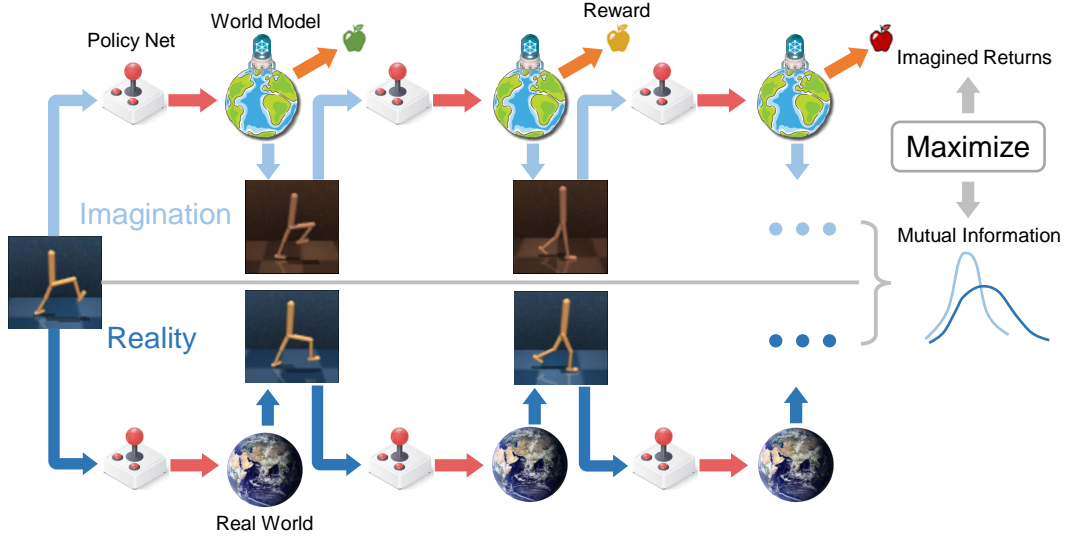 World Model
Reward
Policy Net
Imagined Returns
Maximize
Imagination
Mutual Information
Reality
Real World